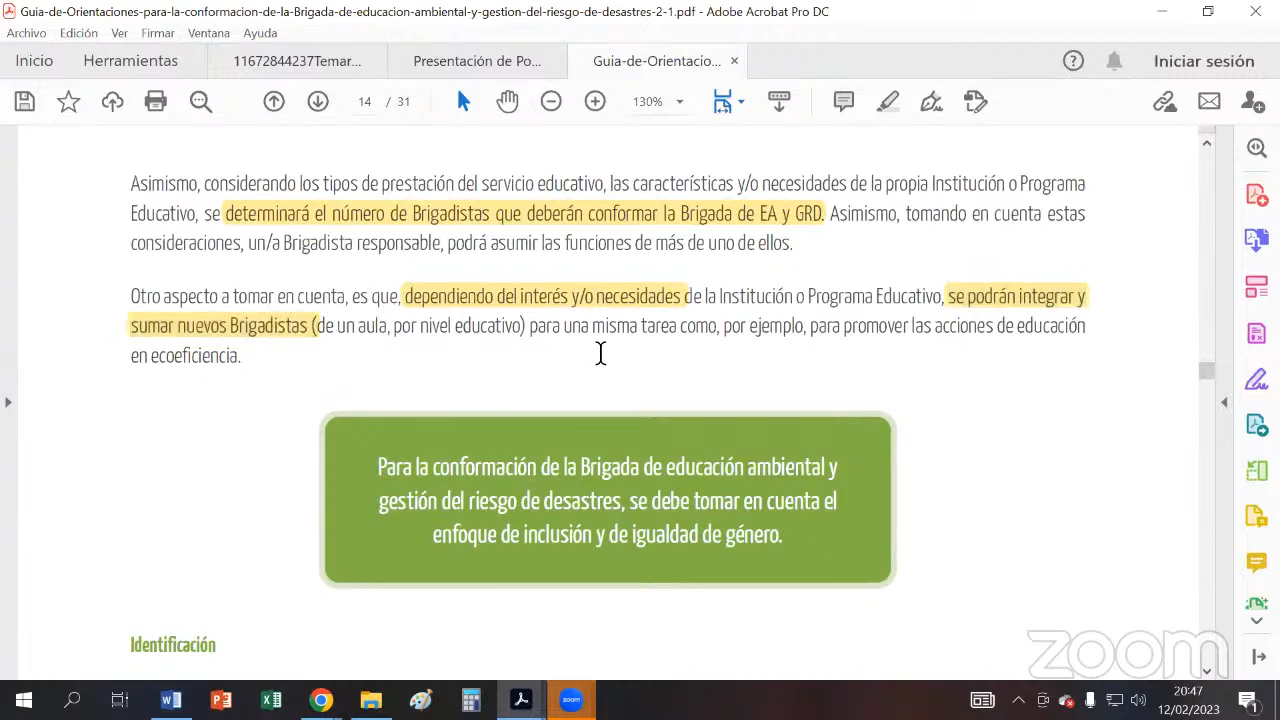 Guia-de-Orientaciones-para-la-conformacion-de-la-Brigada-de-educacion-ambiental-y-gestion-del-riesgo-de-desastres-2-1.pdf - Adobe Acrobat Pro DC
Archivo Edición Ver Firmar Ventana Ayuda
Inicio Herramientas 11672844237Temar... Presentación de Po... Guia-de-Orientacio... × Iniciar sesión
14 / 31 130%
Asimismo, considerando los tipos de prestación del servicio educativo, las características y/o necesidades de la propia Institución o Programa
Educativo, se determinará el número de Brigadistas que deberán conformar la Brigada de EA y GRD. Asimismo, tomando en cuenta estas
consideraciones, un/a Brigadista responsable, podrá asumir las funciones de más de uno de ellos.
Otro aspecto a tomar en cuenta, es que, dependiendo del interés y/o necesidades de la Institución o Programa Educativo, se podrán integrar y
sumar nuevos Brigadistas (de un aula, por nivel educativo) para una misma tarea como, por ejemplo, para promover las acciones de educación
en ecoeficiencia.
Para la conformación de la Brigada de educación ambiental y
gestión del riesgo de desastres, se debe tomar en cuenta el
enfoque de inclusión y de igualdad de género.
Identificación
zoom
zoom
20:47
12/02/2023
1